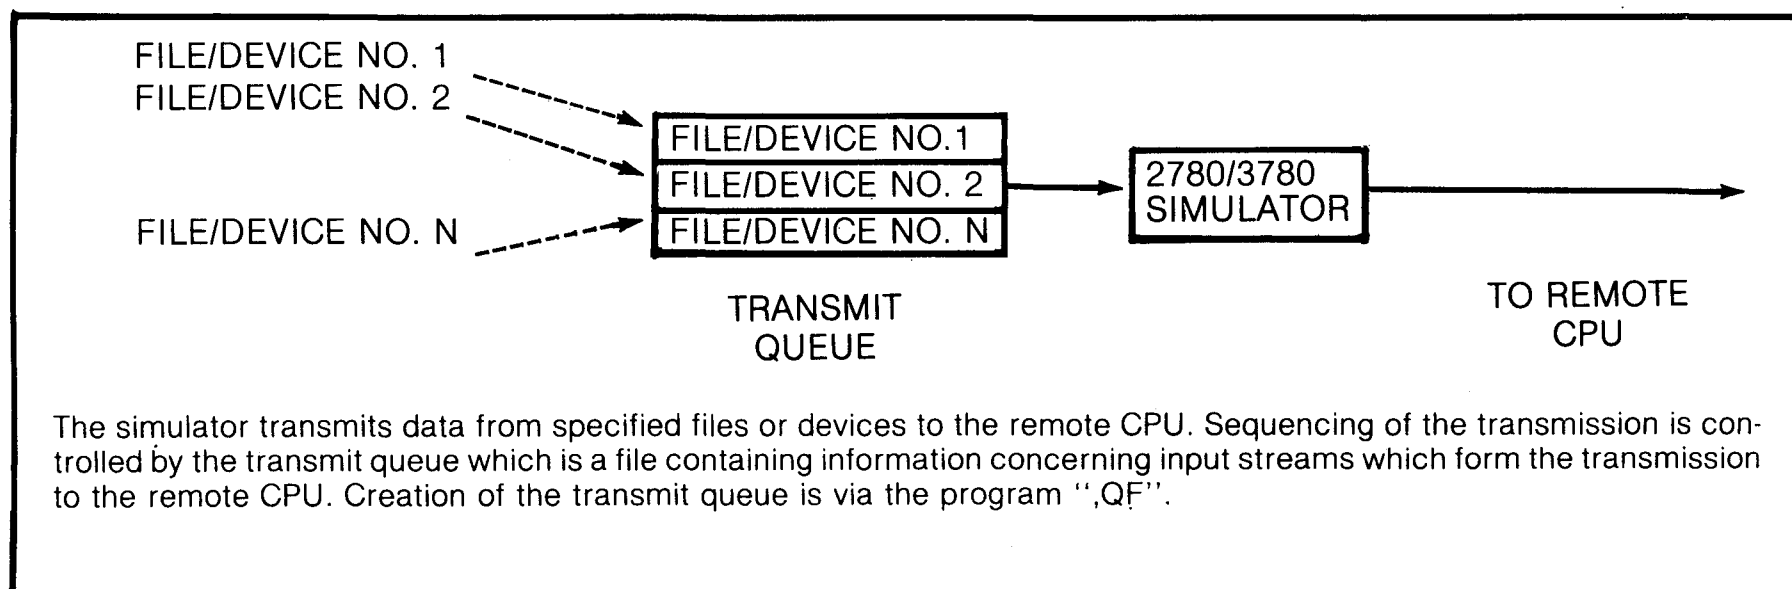 FILE/DEVICE NO. 1
FILE/DEVICE NO. 2
FILE/DEVICE NO. N
FILE/DEVICE NO.1
FILE/DEVICE NO. 2
FILE/DEVICE NO. N
TRANSMIT
QUEUE
2780/3780
SIMULATOR
TO REMOTE
CPU
The simulator transmits data from specified files or devices to the remote CPU. Sequencing of the transmission is con-
trolled by the transmit queue which is a file containing information concerning input streams which form the transmission
to the remote CPU. Creation of the transmit queue is via the program “,QF”.